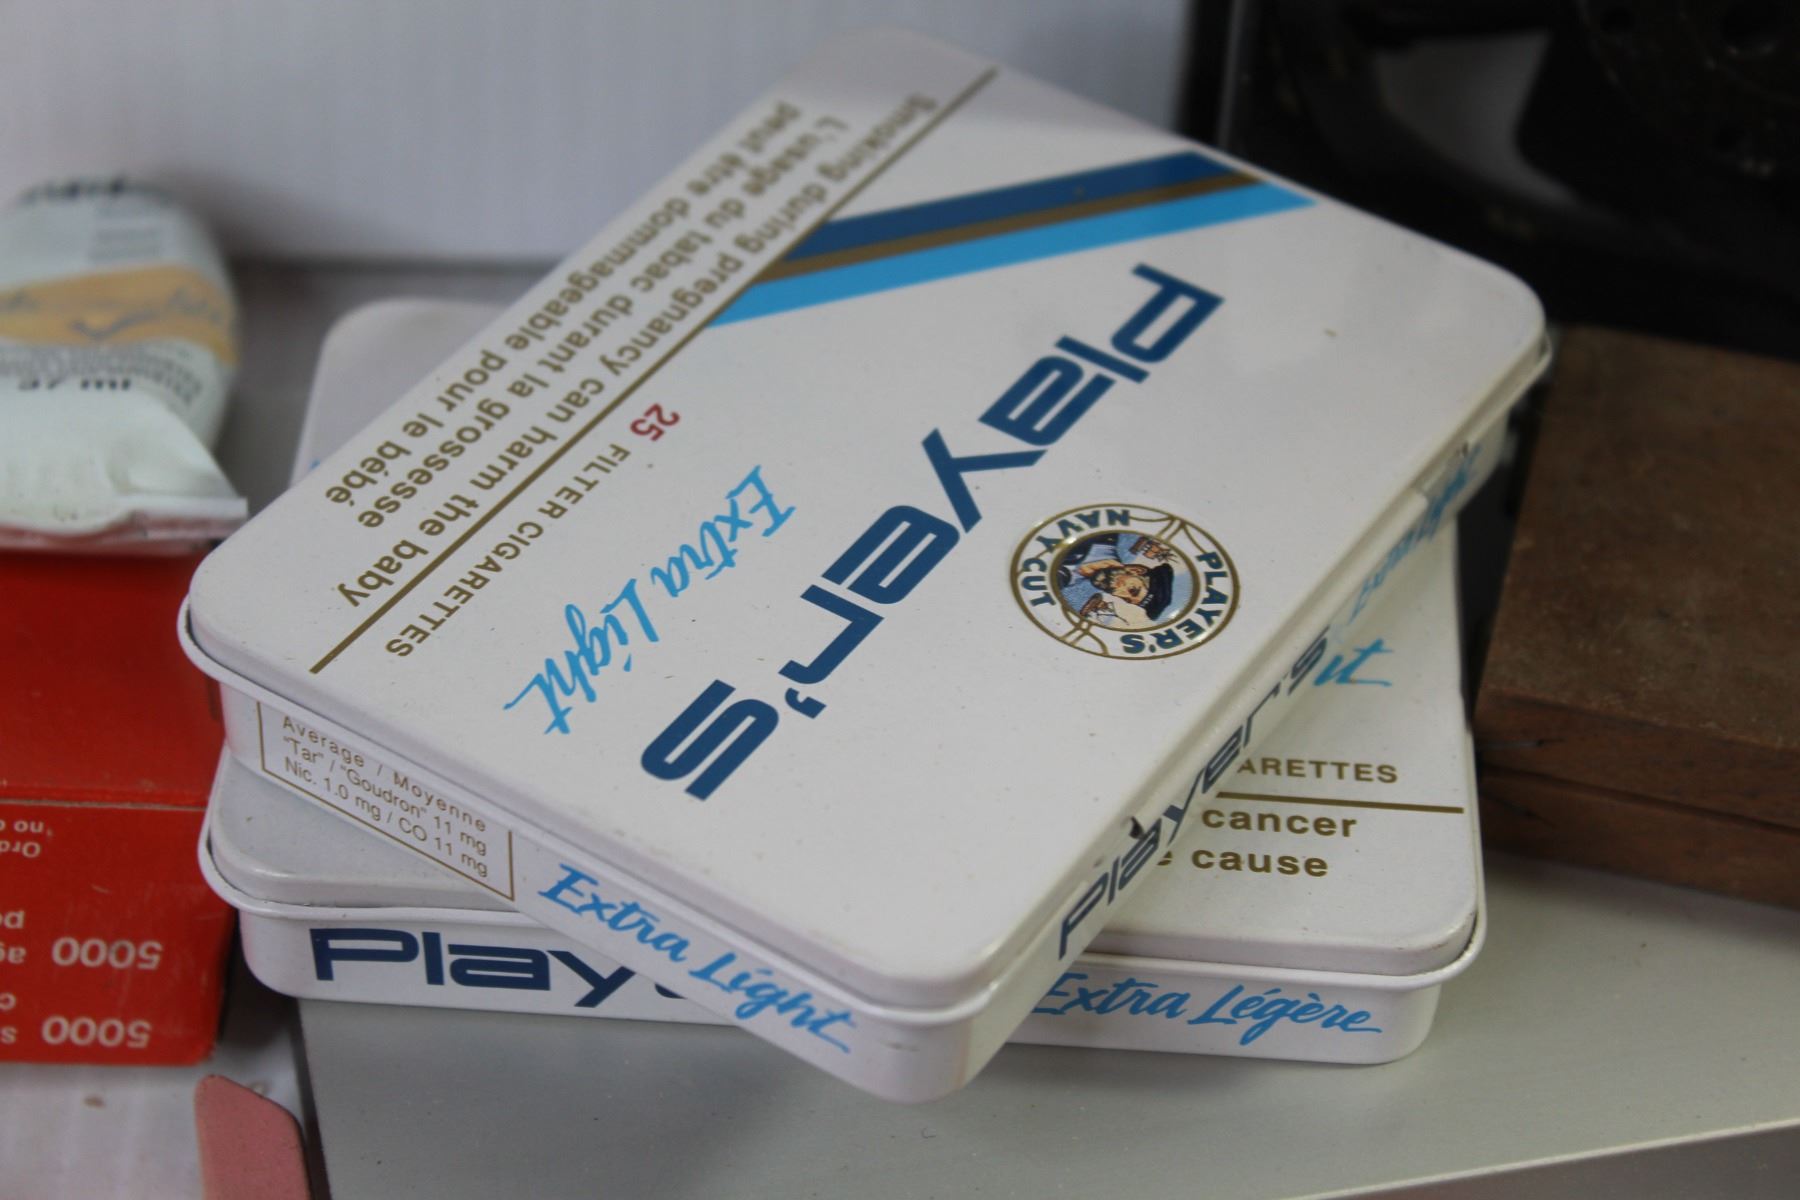 Smoking during pregnancy can harm the baby
L'usage du tabac durant la grossesse
peut être dommageable pour le bébé
25 FILTER CIGARETTES
Extra Light
Player's
PLAYER'S
NAVY CUT
Average / Moyenne
"Tar" / "Goudron" 11 mg
Nic. 1.0 mg / CO 11 mg
Extra Light
Player's
ARETTES
cancer
cause
Play
Extra Légère
37 ml
5000
5000